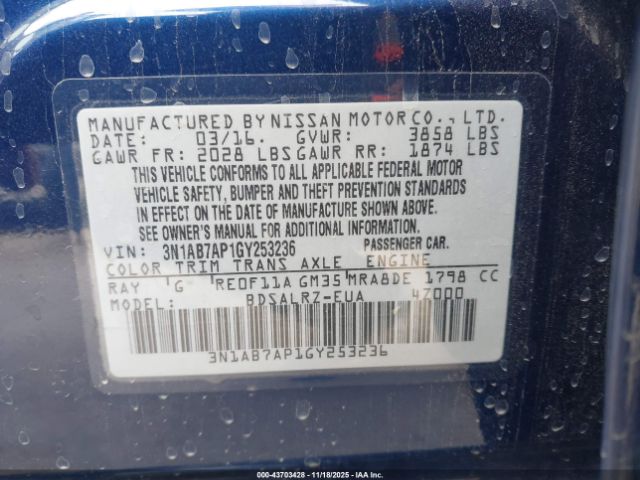 MANUFACTURED BY NISSAN MOTOR CO., LTD.
DATE: 03/16. GVWR: 3858 LBS
GAWR FR: 2028 LBS GAWR RR: 1874 LBS
THIS VEHICLE CONFORMS TO ALL APPLICABLE FEDERAL MOTOR
VEHICLE SAFETY, BUMPER AND THEFT PREVENTION STANDARDS
IN EFFECT ON THE DATE OF MANUFACTURE SHOWN ABOVE.
SEE OWNER'S MANUAL FOR ADDITIONAL INFORMATION.
VIN: 3N1AB7AP1GY253236 PASSENGER CAR.
COLOR TRIM TRANS AXLE ENGINE
RAY G RE0F11A GM35 MRA8DE 1798 CC
MODEL: BDSALRZ-EUA 4Z000
3N1AB7AP1GY253236
000-43703428 - 11/18/2025 - IAA Holdings, LLC.